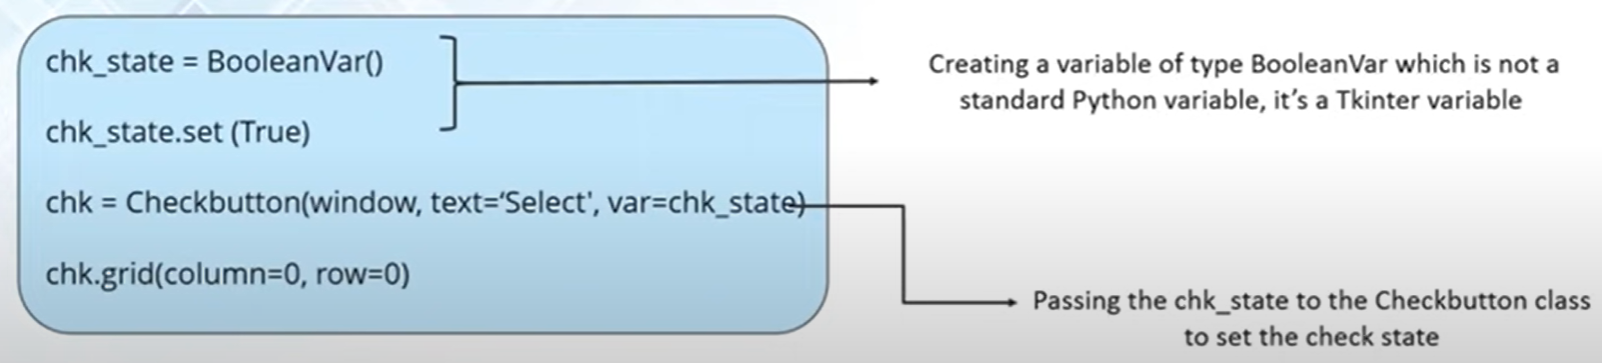 chk_state = BooleanVar()
chk_state.set (True)
chk = Checkbutton(window, text=‘Select', var=chk_state)
chk.grid(column=0, row=0)
Creating a variable of type BooleanVar which is not a
standard Python variable, it’s a Tkinter variable
Passing the chk_state to the Checkbutton class
to set the check state